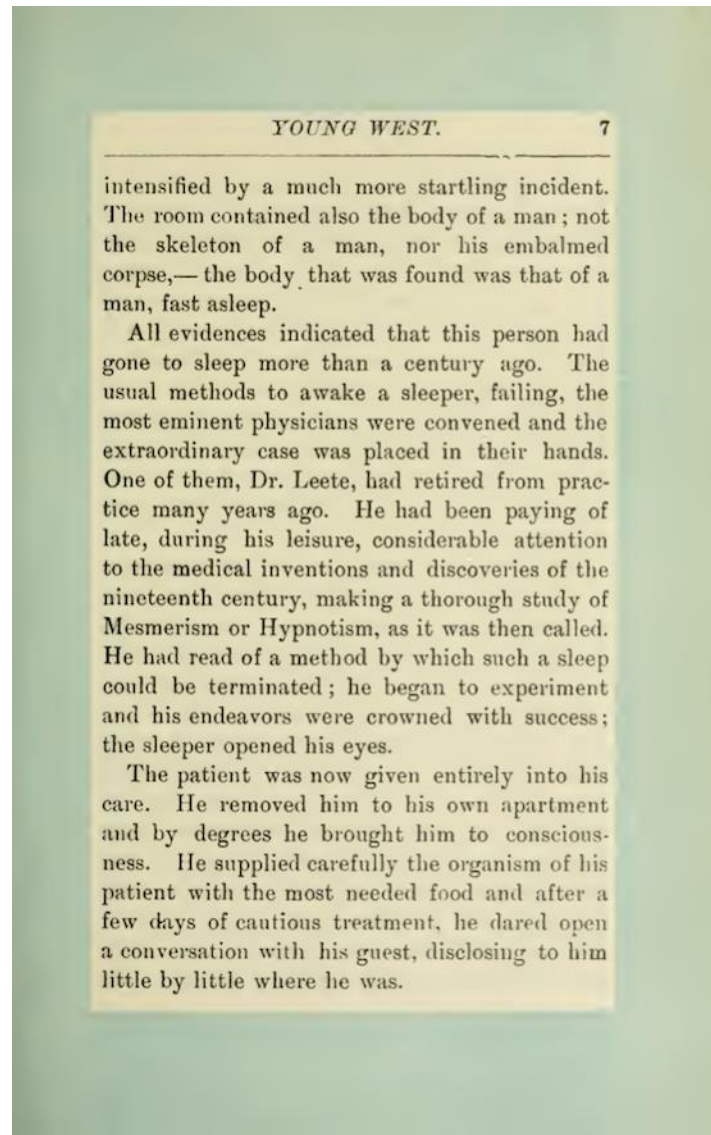 YOUNG WEST. 7
intensified by a much more startling incident.
The room contained also the body of a man; not
the skeleton of a man, nor his embalmed
corpse,— the body that was found was that of a
man, fast asleep.
All evidences indicated that this person had
gone to sleep more than a century ago. The
usual methods to awake a sleeper, failing, the
most eminent physicians were convened and the
extraordinary case was placed in their hands.
One of them, Dr. Leete, had retired from prac-
tice many years ago. He had been paying of
late, during his leisure, considerable attention
to the medical inventions and discoveries of the
nineteenth century, making a thorough study of
Mesmerism or Hypnotism, as it was then called.
He had read of a method by which such a sleep
could be terminated; he began to experiment
and his endeavors were crowned with success;
the sleeper opened his eyes.
The patient was now given entirely into his
care. He removed him to his own apartment
and by degrees he brought him to conscious-
ness. He supplied carefully the organism of his
patient with the most needed food and after a
few days of cautious treatment, he dared open
a conversation with his guest, disclosing to him
little by little where he was.